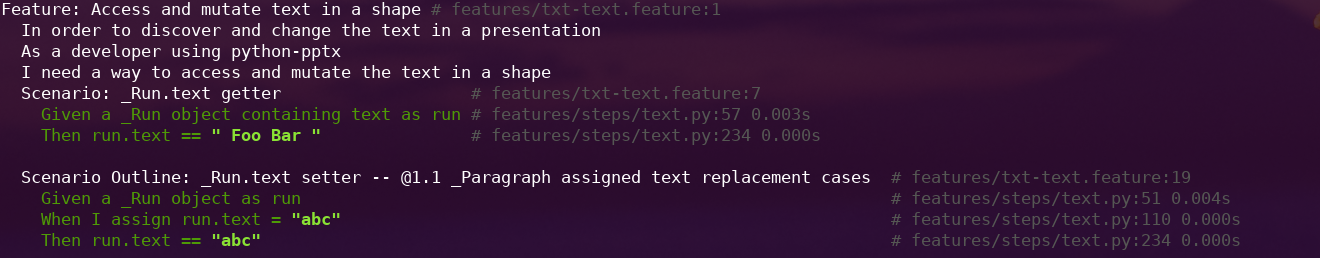 Feature: Access and mutate text in a shape # features/txt-text.feature:1
In order to discover and change the text in a presentation
As a developer using python-pptx
I need a way to access and mutate the text in a shape
Scenario: _Run.text getter # features/txt-text.feature:7
Given a _Run object containing text as run # features/steps/text.py:57 0.003s
Then run.text == " Foo Bar " # features/steps/text.py:234 0.000s
Scenario Outline: _Run.text setter -- @1.1 _Paragraph assigned text replacement cases # features/txt-text.feature:19
Given a _Run object as run # features/steps/text.py:51 0.004s
When I assign run.text = "abc" # features/steps/text.py:110 0.000s
Then run.text == "abc" # features/steps/text.py:234 0.000s